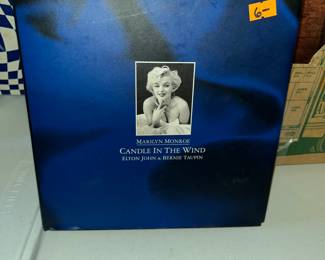 6-
MARILYN MONROE
CANDLE IN THE WIND
ELTON JOHN & BERNIE TAUPIN